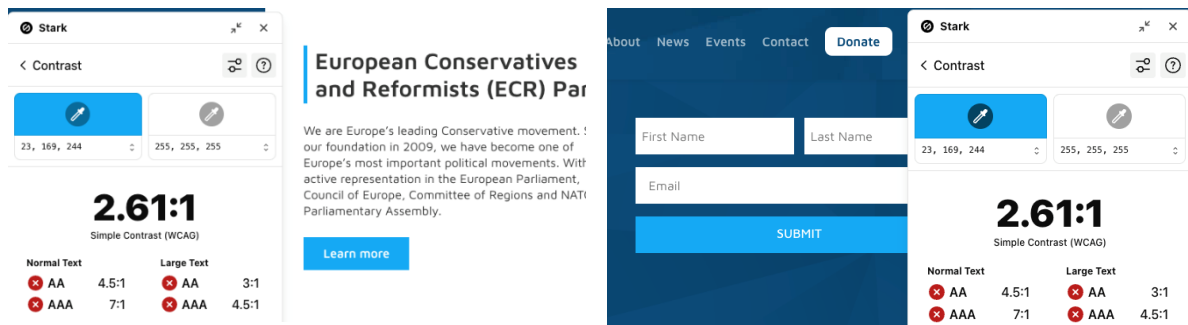 Stark
Contrast
23, 169, 244
255, 255, 255
2.61:1
Simple Contrast (WCAG)
Normal Text
Large Text
AA 4.5:1
AA 3:1
AAA 7:1
AAA 4.5:1
European Conservatives
and Reformists (ECR) Par
We are Europe's leading Conservative movement. S
our foundation in 2009, we have become one of
Europe's most important political movements. With
active representation in the European Parliament,
Council of Europe, Committee of Regions and NATO
Parliamentary Assembly.
Learn more
About News Events Contact Donate
First Name
Last Name
Email
SUBMIT
Stark
Contrast
23, 169, 244
255, 255, 255
2.61:1
Simple Contrast (WCAG)
Normal Text
Large Text
AA 4.5:1
AA 3:1
AAA 7:1
AAA 4.5:1